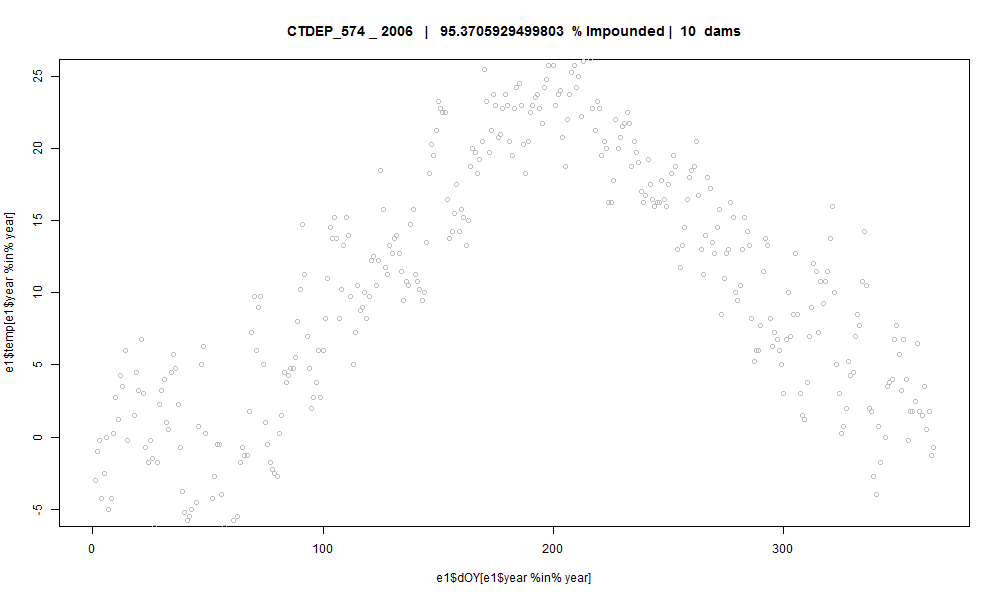 CTDEP_574 _ 2006 | 95.3705929499803 % Impounded | 10 dams
25
20
15
10
5
0
-5
e1$temp[e1$year %in% year]
0 100 200 300
e1$dOY[e1$year %in% year]